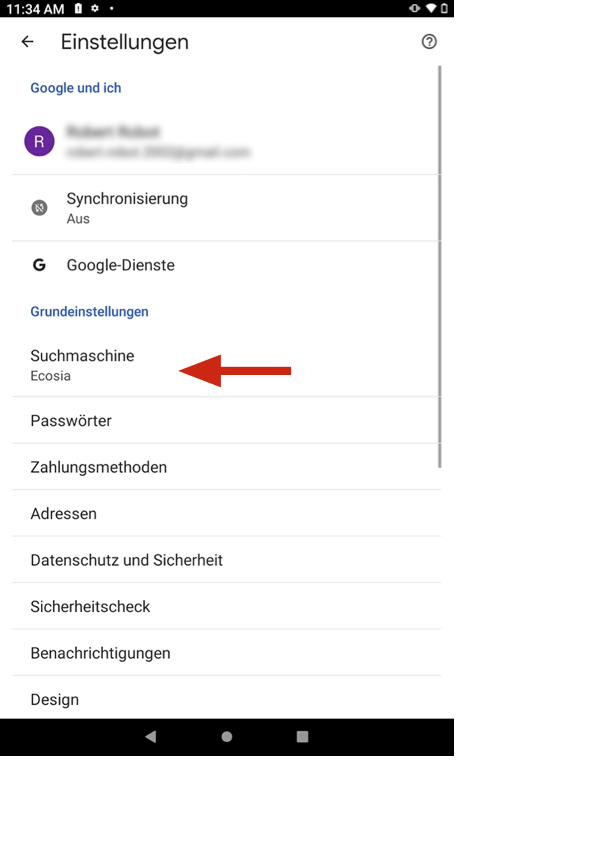 11:34 AM
Einstellungen
Google und ich
R
Synchronisierung
Aus
G Google-Dienste
Grundeinstellungen
Suchmaschine
Ecosia
Passwörter
Zahlungsmethoden
Adressen
Datenschutz und Sicherheit
Sicherheitscheck
Benachrichtigungen
Design